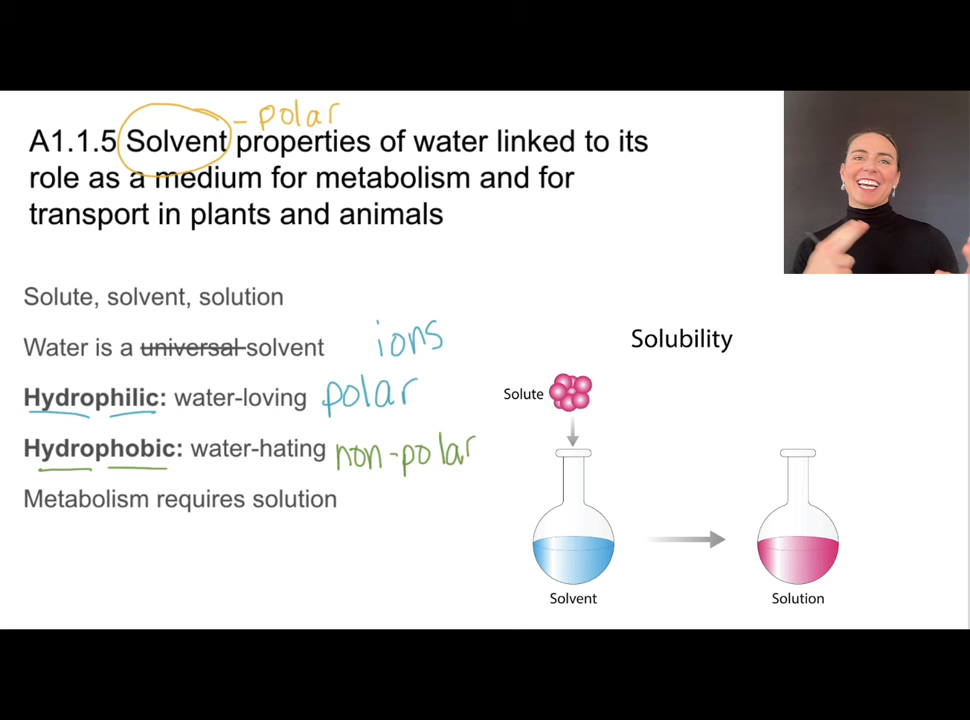 - polar
A1.1.5 Solvent properties of water linked to its
role as a medium for metabolism and for
transport in plants and animals
Solute, solvent, solution
Water is a universal solvent
ions
Hydrophilic: water-loving polar
Hydrophobic: water-hating non-polar
Metabolism requires solution
Solubility
Solute
Solvent
Solution